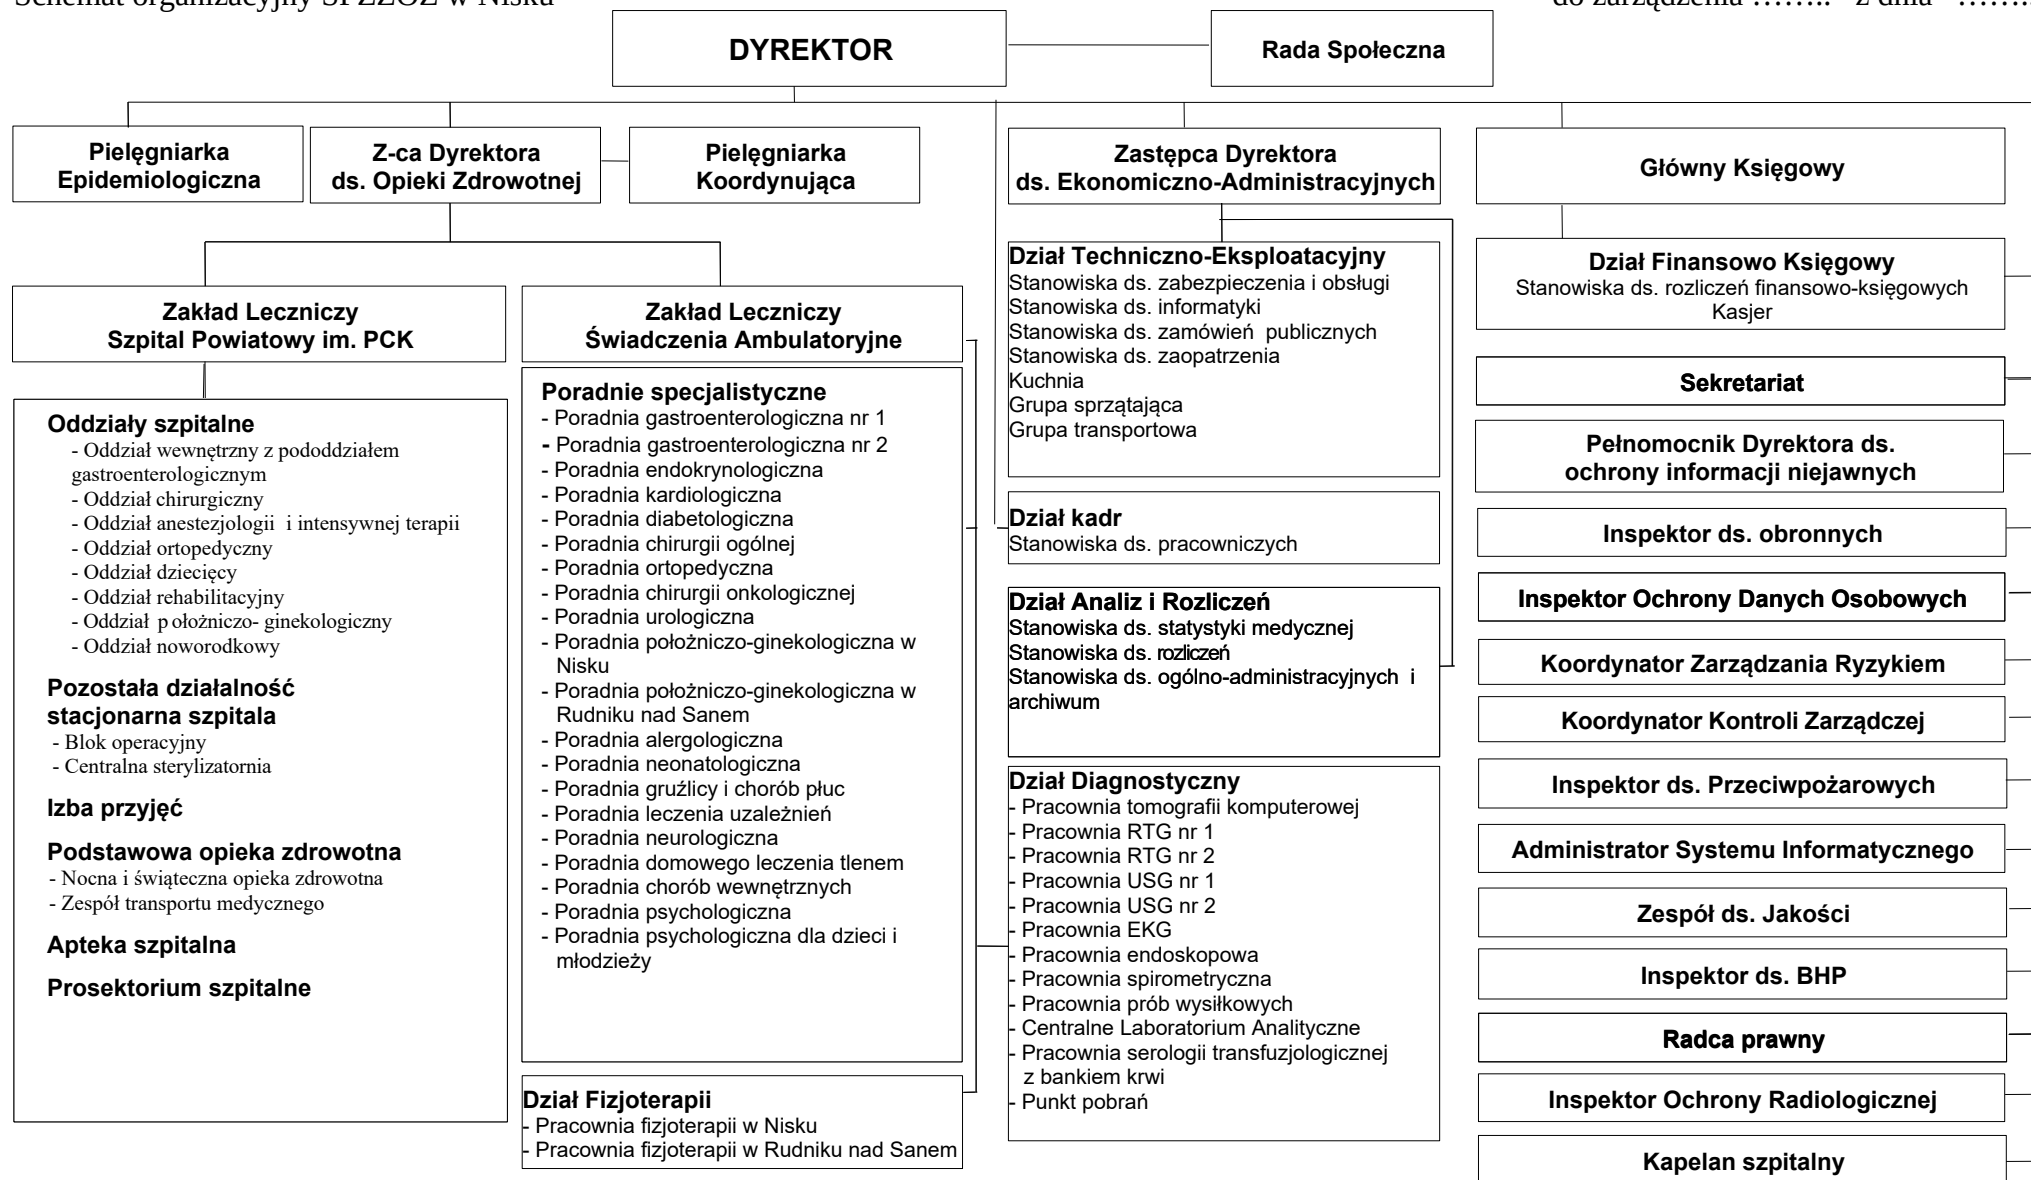 Schemat organizacyjny SPZZOZ w Nisku
do zarządzenia …….. z dnia ……..
DYREKTOR
Rada Społeczna
Pielęgniarka
Epidemiologiczna
Z-ca Dyrektora
ds. Opieki Zdrowotnej
Pielęgniarka
Koordynująca
Zastępca Dyrektora
ds. Ekonomiczno-Administracyjnych
Główny Księgowy
Zakład Leczniczy
Szpital Powiatowy im. PCK
Oddziały szpitalne
- Oddział wewnętrzny z pododdziałem
gastroenterologicznym
- Oddział chirurgiczny
- Oddział anestezjologii i intensywnej terapii
- Oddział ortopedyczny
- Oddział dziecięcy
- Oddział rehabilitacyjny
- Oddział p ołożniczo- ginekologiczny
- Oddział noworodkowy
Pozostała działalność
stacjonarna szpitala
- Blok operacyjny
- Centralna sterylizatornia
Izba przyjęć
Podstawowa opieka zdrowotna
- Nocna i świąteczna opieka zdrowotna
- Zespół transportu medycznego
Apteka szpitalna
Prosektorium szpitalne
Zakład Leczniczy
Świadczenia Ambulatoryjne
Poradnie specjalistyczne
- Poradnia gastroenterologiczna nr 1
- Poradnia gastroenterologiczna nr 2
- Poradnia endokrynologiczna
- Poradnia kardiologiczna
- Poradnia diabetologiczna
- Poradnia chirurgii ogólnej
- Poradnia ortopedyczna
- Poradnia chirurgii onkologicznej
- Poradnia urologiczna
- Poradnia położniczo-ginekologiczna w
Nisku
- Poradnia położniczo-ginekologiczna w
Rudniku nad Sanem
- Poradnia alergologiczna
- Poradnia neonatologiczna
- Poradnia gruźlicy i chorób płuc
- Poradnia leczenia uzależnień
- Poradnia neurologiczna
- Poradnia domowego leczenia tlenem
- Poradnia chorób wewnętrznych
- Poradnia psychologiczna
- Poradnia psychologiczna dla dzieci i
młodzieży
Dział Fizjoterapii
- Pracownia fizjoterapii w Nisku
- Pracownia fizjoterapii w Rudniku nad Sanem
Dział Techniczno-Eksploatacyjny
Stanowiska ds. zabezpieczenia i obsługi
Stanowiska ds. informatyki
Stanowiska ds. zamówień publicznych
Stanowiska ds. zaopatrzenia
Kuchnia
Grupa sprzątająca
Grupa transportowa
Dział kadr
Stanowiska ds. pracowniczych
Dział Analiz i Rozliczeń
Stanowiska ds. statystyki medycznej
Stanowiska ds. rozliczeń
Stanowiska ds. ogólno-administracyjnych i
archiwum
Dział Diagnostyczny
- Pracownia tomografii komputerowej
- Pracownia RTG nr 1
- Pracownia RTG nr 2
- Pracownia USG nr 1
- Pracownia USG nr 2
- Pracownia EKG
- Pracownia endoskopowa
- Pracownia spirometryczna
- Pracownia prób wysiłkowych
- Centralne Laboratorium Analityczne
- Pracownia serologii transfuzjologicznej
z bankiem krwi
- Punkt pobrań
Dział Finansowo Księgowy
Stanowiska ds. rozliczeń finansowo-księgowych
Kasjer
Sekretariat
Pełnomocnik Dyrektora ds.
ochrony informacji niejawnych
Inspektor ds. obronnych
Inspektor Ochrony Danych Osobowych
Koordynator Zarządzania Ryzykiem
Koordynator Kontroli Zarządczej
Inspektor ds. Przeciwpożarowych
Administrator Systemu Informatycznego
Zespół ds. Jakości
Inspektor ds. BHP
Radca prawny
Inspektor Ochrony Radiologicznej
Kapelan szpitalny